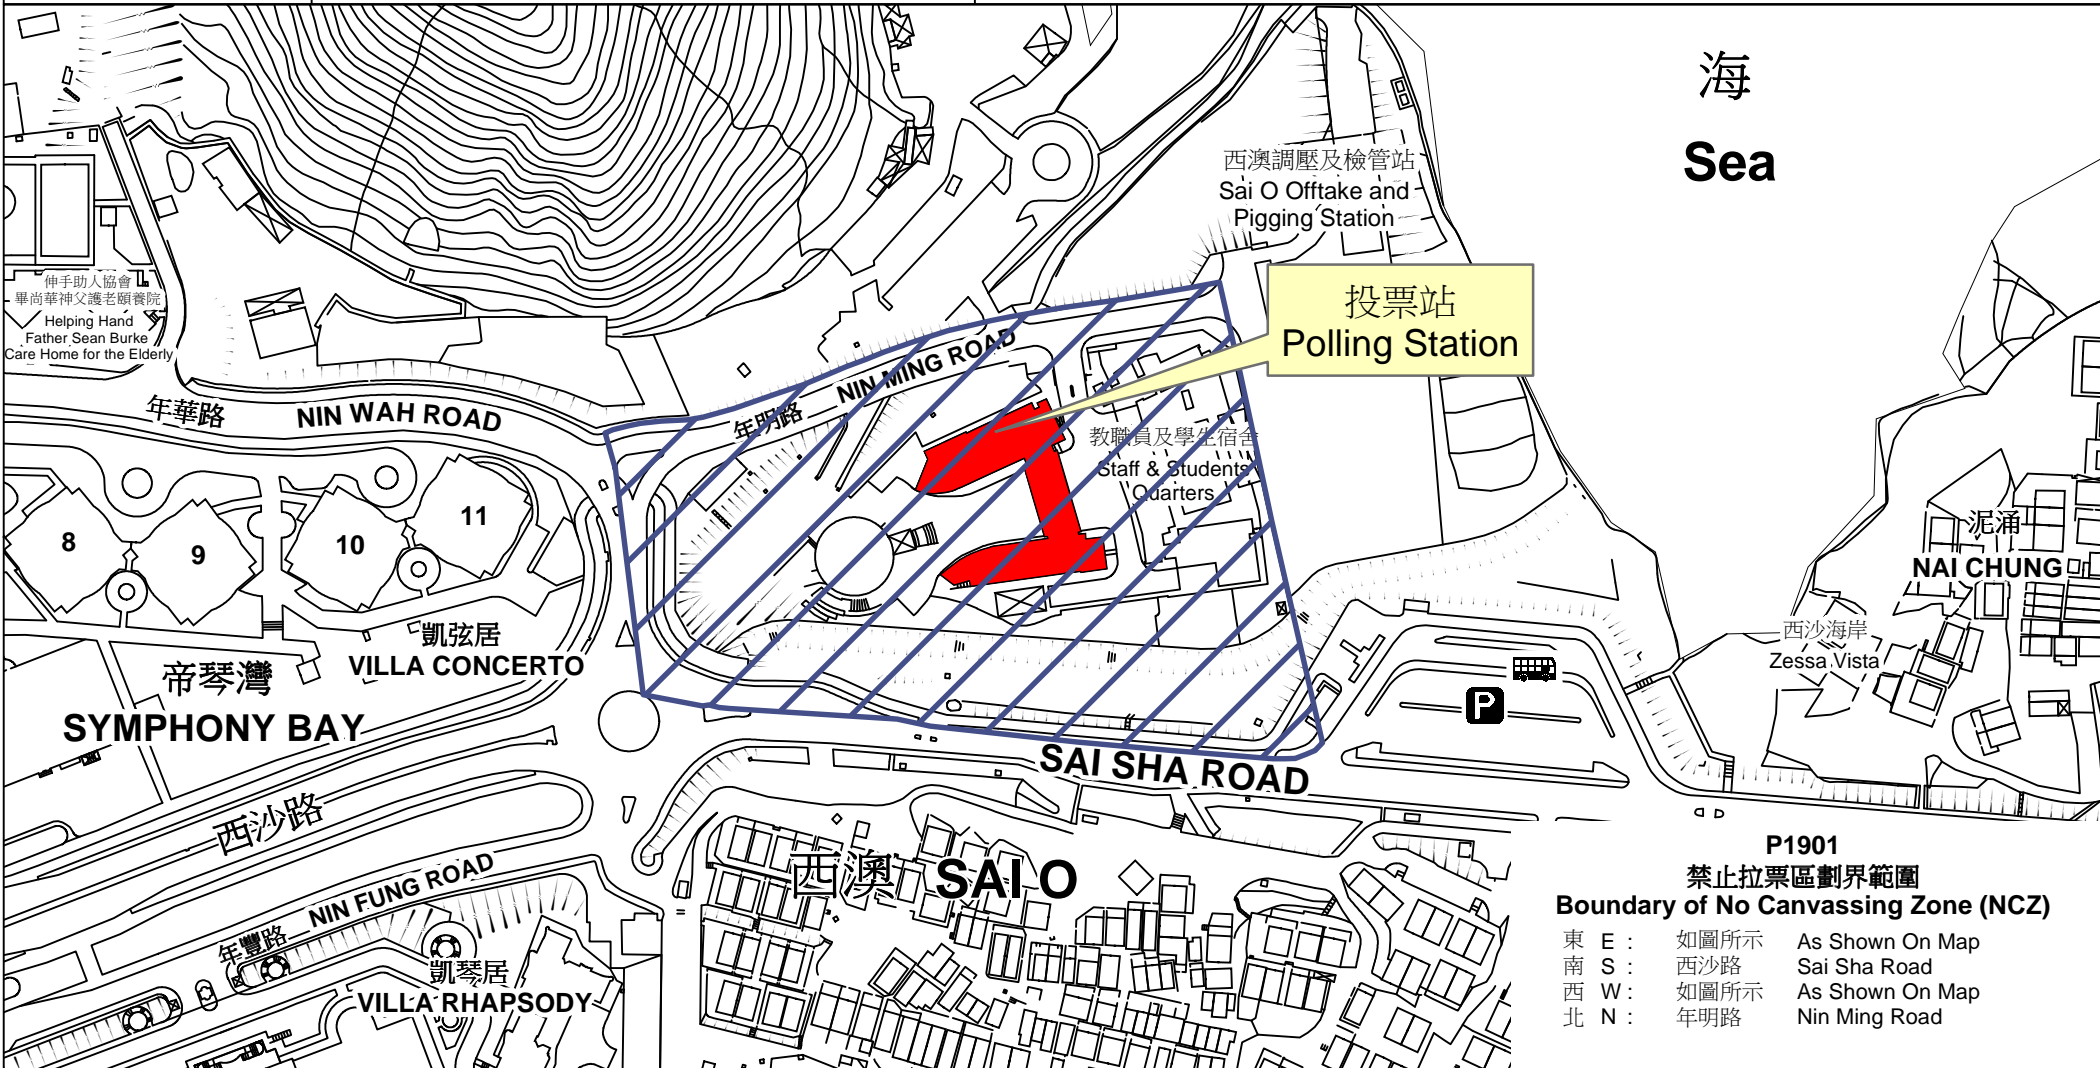 海
Sea
西澳調壓及檢管站
Sai O Offtake and
Pigging Station
投票站
Polling Station
伸手助人協會
畢尚華神父護老頤養院
Helping Hand
Father Sean Burke
Care Home for the Elderly
年華路 NIN WAH ROAD
年明路 NIN MING ROAD
教職員及學生宿舍
Staff & Students
Quarters
8
9
10
11
凱弦居
VILLA CONCERTO
帝琴灣
SYMPHONY BAY
泥涌
NAI CHUNG
西沙海岸
Zessa Vista
P
SAI SHA ROAD
西沙路
西澳 SAI O
年豐路 NIN FUNG ROAD
凱琴居
VILLA RHAPSODY
P1901
禁止拉票區劃界範圍
Boundary of No Canvassing Zone (NCZ)
東 E : 如圖所示 As Shown On Map
南 S : 西沙路 Sai Sha Road
西 W : 如圖所示 As Shown On Map
北 N : 年明路 Nin Ming Road